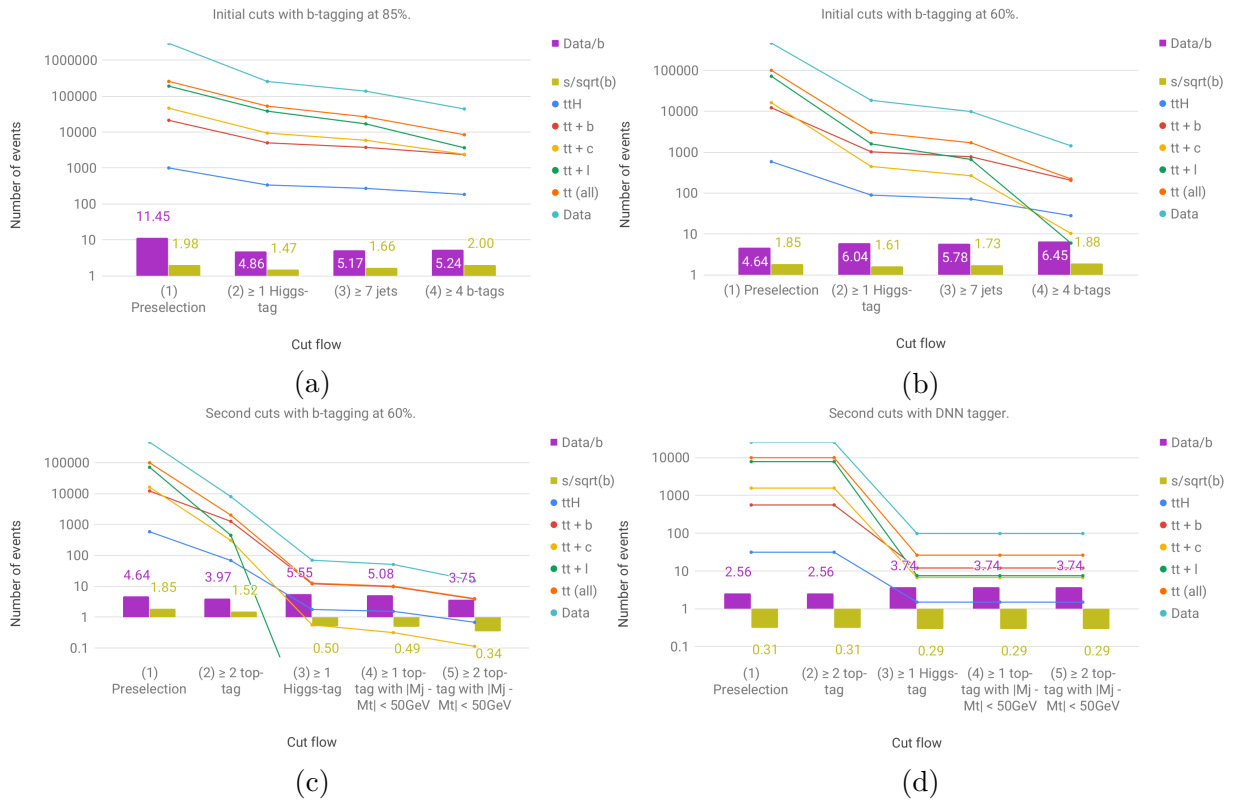 Initial cuts with b-tagging at 85%.
Number of events
1000000
100000
10000
1000
100
10
1
11.45
1.98
4.86
1.47
5.17
1.66
5.24
2.00
(1)
Preselection
(2) ≥ 1 Higgs-
tag
(3) ≥ 7 jets
(4) ≥ 4 b-tags
Cut flow
Data/b
s/sqrt(b)
ttH
tt + b
tt + c
tt + l
tt (all)
Data
(a)
Initial cuts with b-tagging at 60%.
Number of events
100000
10000
1000
100
10
1
4.64
1.85
6.04
1.61
5.78
1.73
6.45
1.88
(1) Preselection
(2) ≥ 1 Higgs-
tag
(3) ≥ 7 jets
(4) ≥ 4 b-tags
Cut flow
Data/b
s/sqrt(b)
ttH
tt + b
tt + c
tt + l
tt (all)
Data
(b)
Second cuts with b-tagging at 60%.
Number of events
100000
10000
1000
100
10
1
0.1
4.64
1.85
3.97
1.52
5.55
0.50
5.08
0.49
3.75
0.34
(1)
Preselection
(2) ≥ 2 top-
tag
(3) ≥ 1
Higgs-tag
(4) ≥ 1 top-
tag with |Mj -
Mt| < 50GeV
(5) ≥ 2 top-
tag with |Mj -
Mt| < 50GeV
Cut flow
Data/b
s/sqrt(b)
ttH
tt + b
tt + c
tt + l
tt (all)
Data
(c)
Second cuts with DNN tagger.
Number of events
10000
1000
100
10
1
0.1
2.56
0.31
2.56
0.31
3.74
0.29
3.74
0.29
3.74
0.29
(1)
Preselection
(2) ≥ 2 top-
tag
(3) ≥ 1 Higgs-
tag
(4) ≥ 1 top-
tag with |Mj -
Mt| < 50GeV
(5) ≥ 2 top-
tag with |Mj -
Mt| < 50GeV
Cut flow
Data/b
s/sqrt(b)
ttH
tt + b
tt + c
tt + l
tt (all)
Data
(d)